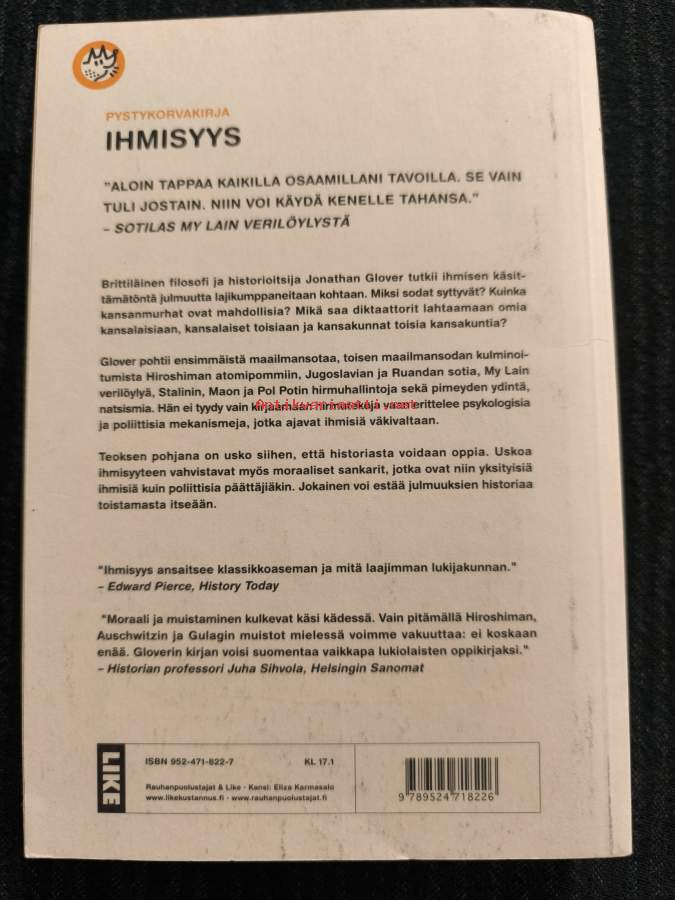 PYSTYKORVAKIRJA
IHMISYYS
"ALOIN TAPPAA KAIKILLA OSAAMILLANI TAVOILLA. SE VAIN
TULI JOSTAIN. NIIN VOI KÄYDÄ KENELLE TAHANSA."
– SOTILAS MY LAIN VERILÖYLYSTÄ
Brittiläinen filosofi ja historioitsija Jonathan Glover tutkii ihmisen käsit-
tämätöntä julmuutta lajikumppaneitaan kohtaan. Miksi sodat syttyvät? Kuinka
kansanmurhat ovat mahdollisia? Mikä saa diktaattorit lahtaamaan omia
kansalaisiaan, kansalaiset toisiaan ja kansakunnat toisia kansakuntia?
Glover pohtii ensimmäistä maailmansotaa, toisen maailmansodan kulminoi-
tumista Hiroshiman atomipommiin, Jugoslavian ja Ruandan sotia, My Lain
verilöylyä, Stalinin, Maon ja Pol Potin hirmuhallintoja sekä pimeyden ydintä,
natsismia. Hän ei tyydy vain kirjaamaan hirmutekoja vaan erittelee psykologisia
ja poliittisia mekanismeja, jotka ajavat ihmisiä väkivaltaan.
Teoksen pohjana on usko siihen, että historiasta voidaan oppia. Uskoa
ihmisyyteen vahvistavat myös moraaliset sankarit, jotka ovat niin yksityisiä
ihmisiä kuin poliittisia päättäjiäkin. Jokainen voi estää julmuuksien historiaa
toistamasta itseään.
"Ihmisyys ansaitsee klassikkoaseman ja mitä laajimman lukijakunnan."
– Edward Pierce, History Today
"Moraali ja muistaminen kulkevat käsi kädessä. Vain pitämällä Hiroshiman,
Auschwitzin ja Gulagin muistot mielessä voimme vakuuttaa: ei koskaan
enää. Gloverin kirjan voisi suomentaa vaikkapa lukiolaisten oppikirjaksi."
– Historian professori Juha Sihvola, Helsingin Sanomat
LIKE
ISBN 952-471-822-7 KL 17.1
Rauhanpuolustajat & Like • Kansi: Eliza Karmasalo
www.likekustannus.fi • www.rauhanpuolustajat.fi
9 789524 718226